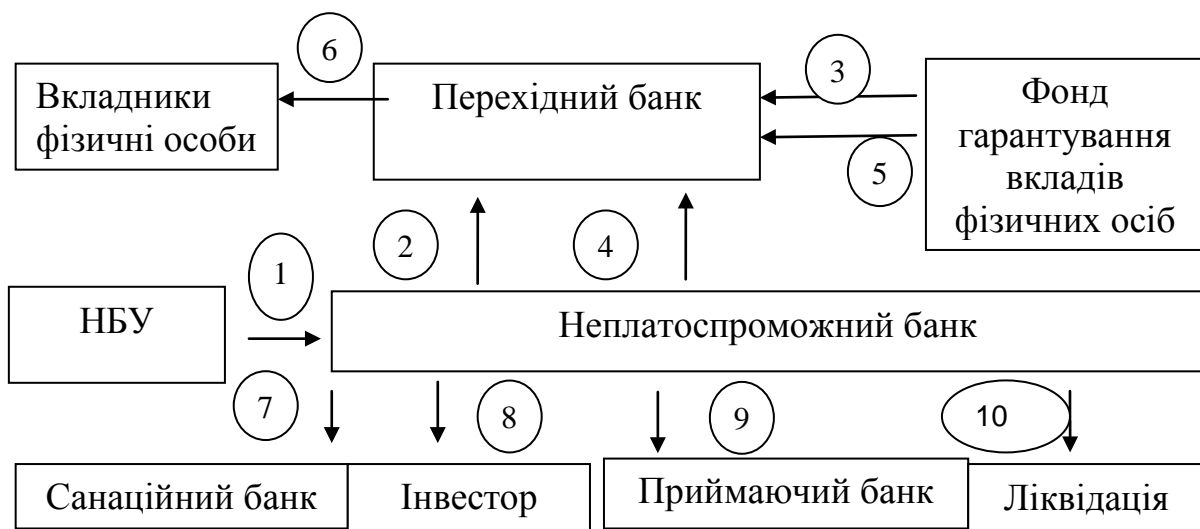 6
3
Вкладники
фізичні особи
Перехідний банк
Фонд
гарантування
вкладів
фізичних осіб
5
2
4
1
НБУ
Неплатоспроможний банк
7
8
9
10
Санаційний банк
Інвестор
Приймаючий банк
Ліквідація